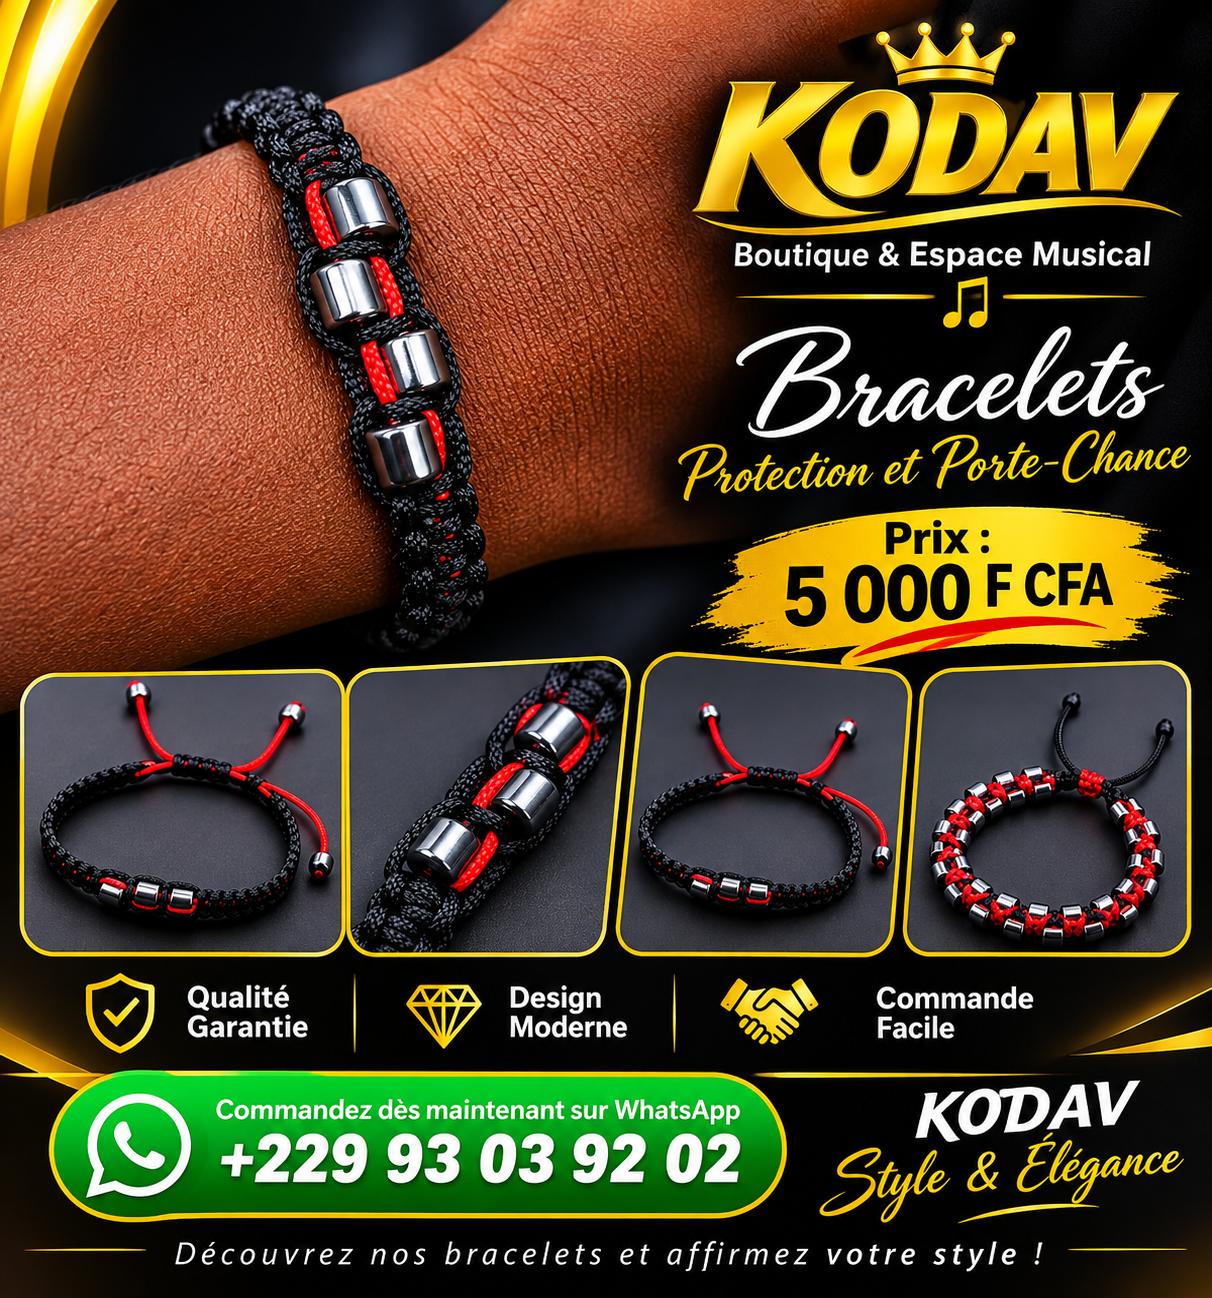 KODAV
Boutique & Espace Musical
Bracelets
Protection et Porte-Chance
Prix :
5 000 F CFA
Qualité
Garantie
Design
Moderne
Commande
Facile
Commandez dès maintenant sur WhatsApp
+229 93 03 92 02
KODAV
Style & Élégance
Découvrez nos bracelets et affirmez votre style !